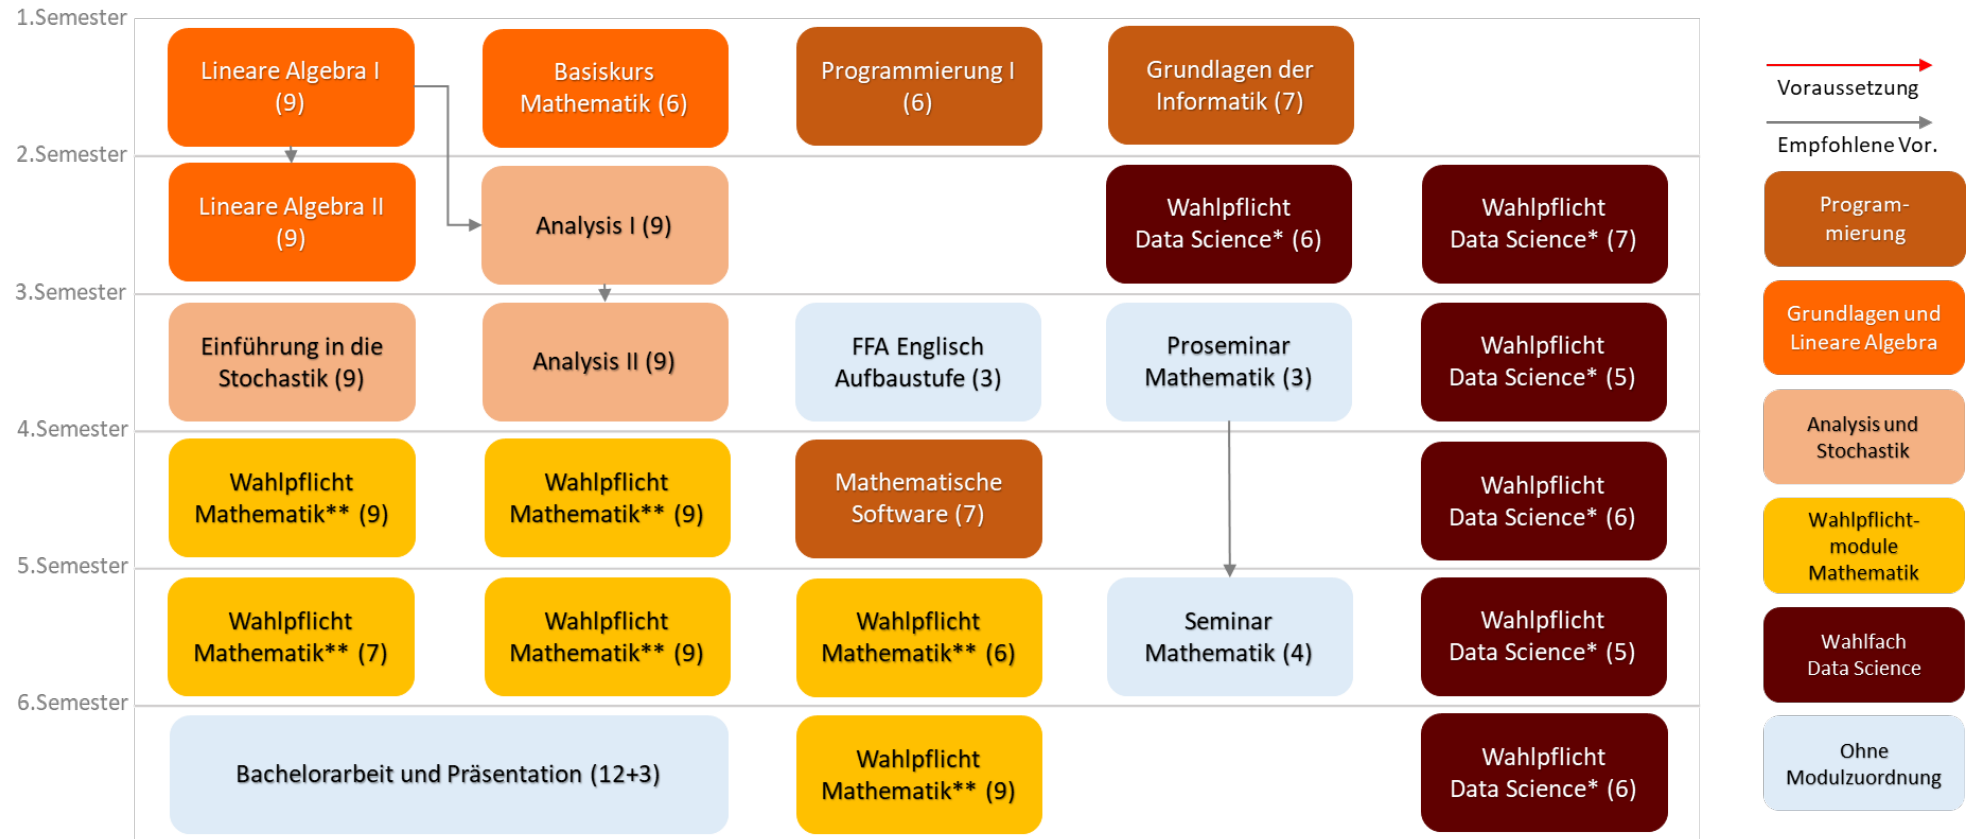 1.Semester
Lineare Algebra I
(9)
Basiskurs
Mathematik (6)
Programmierung I
(6)
Grundlagen der
Informatik (7)
2.Semester
Lineare Algebra II
(9)
Analysis I (9)
Wahlpflicht
Data Science* (6)
Wahlpflicht
Data Science* (7)
3.Semester
Einführung in die
Stochastik (9)
Analysis II (9)
FFA Englisch
Aufbaustufe (3)
Proseminar
Mathematik (3)
Wahlpflicht
Data Science* (5)
4.Semester
Wahlpflicht
Mathematik** (9)
Wahlpflicht
Mathematik** (9)
Mathematische
Software (7)
Wahlpflicht
Data Science* (6)
5.Semester
Wahlpflicht
Mathematik** (7)
Wahlpflicht
Mathematik** (9)
Wahlpflicht
Mathematik** (6)
Seminar
Mathematik (4)
Wahlpflicht
Data Science* (5)
6.Semester
Bachelorarbeit und Präsentation (12+3)
Wahlpflicht
Mathematik** (9)
Wahlpflicht
Data Science* (6)
Voraussetzung
Empfohlene Vor.
Program-
mierung
Grundlagen und
Lineare Algebra
Analysis und
Stochastik
Wahlpflicht-
module
Mathematik
Wahlfach
Data Science
Ohne
Modulzuordnung